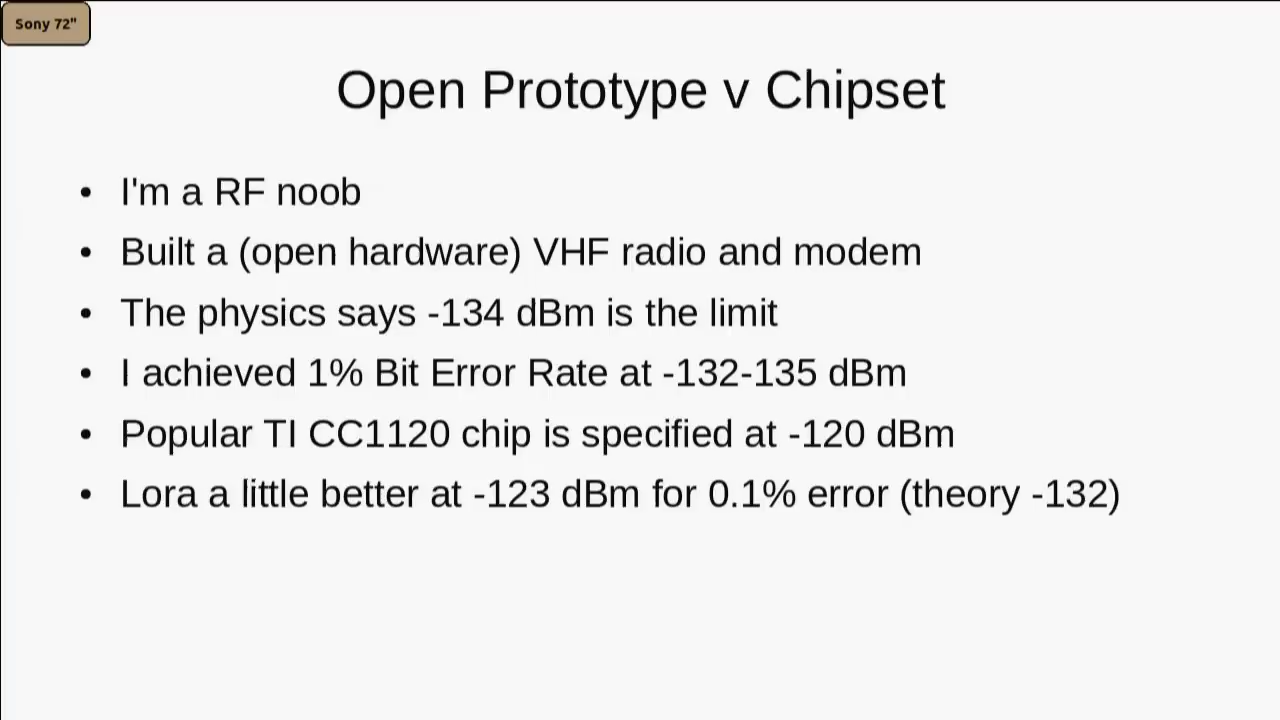 Sony 72"
Open Prototype v Chipset
• I'm a RF noob
• Built a (open hardware) VHF radio and modem
• The physics says -134 dBm is the limit
• I achieved 1% Bit Error Rate at -132-135 dBm
• Popular TI CC1120 chip is specified at -120 dBm
• Lora a little better at -123 dBm for 0.1% error (theory -132)